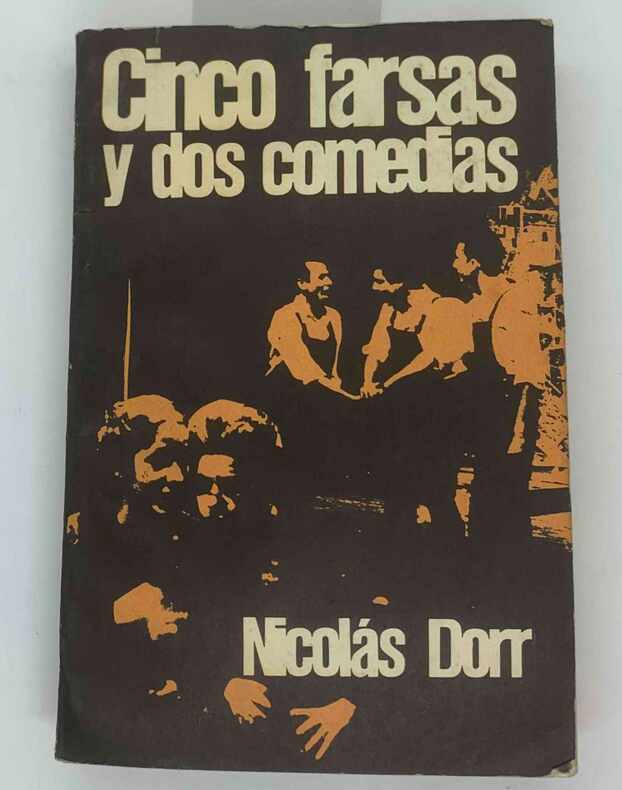 Cinco farsas
y dos comedias
Nicolás Dorr